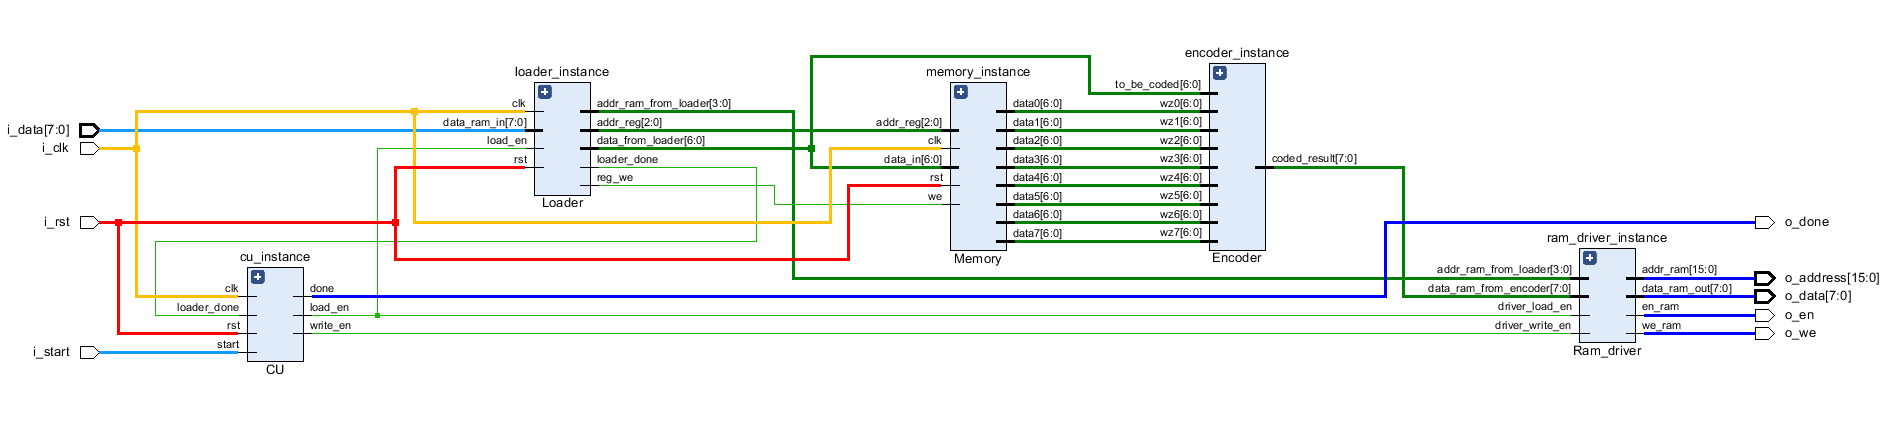 i_data[7:0]
i_clk
i_rst
i_start
cu_instance
clk
loader_done
rst
start
done
load_en
write_en
CU
loader_instance
clk
data_ram_in[7:0]
load_en
rst
addr_ram_from_loader[3:0]
addr_reg[2:0]
data_from_loader[6:0]
loader_done
reg_we
Loader
memory_instance
addr_reg[2:0]
clk
data_in[6:0]
rst
we
data0[6:0]
data1[6:0]
data2[6:0]
data3[6:0]
data4[6:0]
data5[6:0]
data6[6:0]
data7[6:0]
Memory
encoder_instance
to_be_coded[6:0]
wz0[6:0]
wz1[6:0]
wz2[6:0]
wz3[6:0]
wz4[6:0]
wz5[6:0]
wz6[6:0]
wz7[6:0]
coded_result[7:0]
Encoder
ram_driver_instance
addr_ram_from_loader[3:0]
data_ram_from_encoder[7:0]
driver_load_en
driver_write_en
addr_ram[15:0]
data_ram_out[7:0]
en_ram
we_ram
Ram_driver
o_done
o_address[15:0]
o_data[7:0]
o_en
o_we